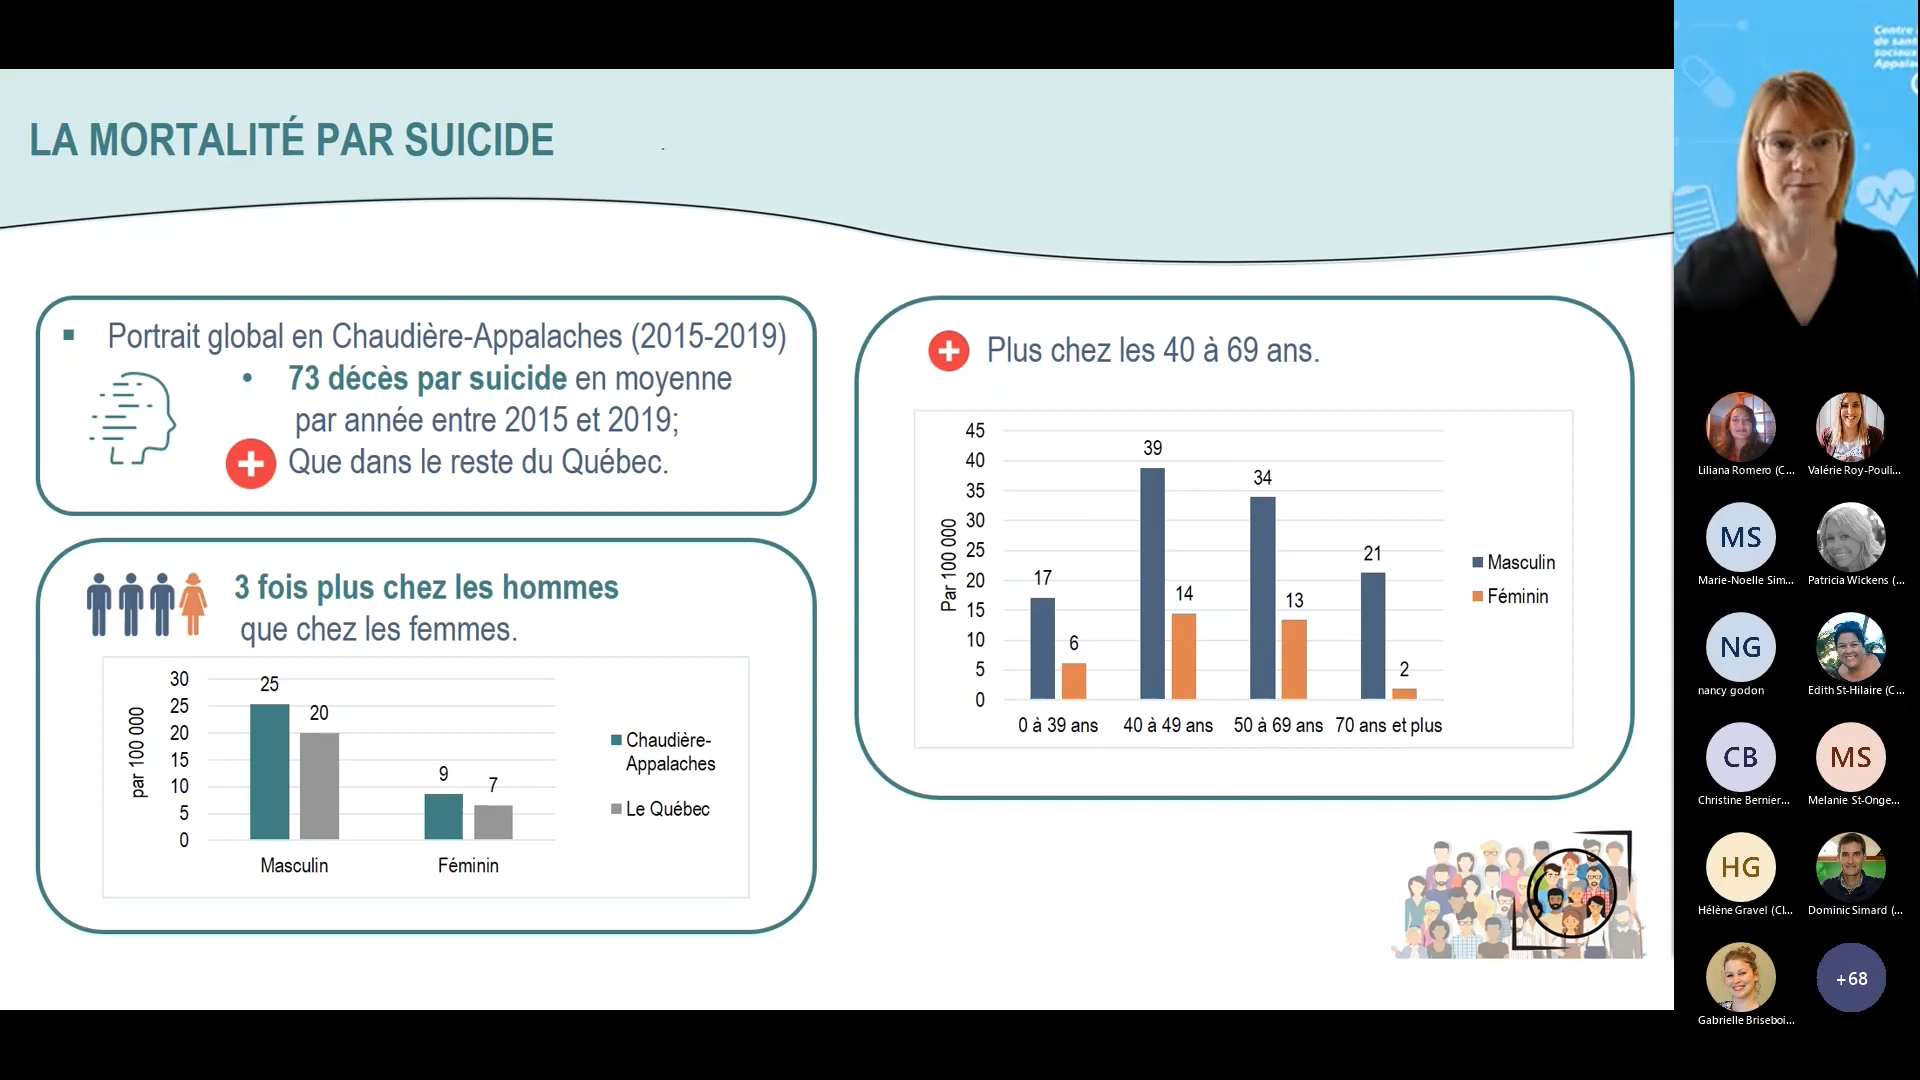 LA MORTALITÉ PAR SUICIDE
Portrait global en Chaudière-Appalaches (2015-2019)
73 décès par suicide en moyenne
par année entre 2015 et 2019;
Que dans le reste du Québec.
3 fois plus chez les hommes
que chez les femmes.
par 100 000
30
25
20
15
10
5
0
25
20
9
7
Masculin
Féminin
Chaudière-
Appalaches
Le Québec
Plus chez les 40 à 69 ans.
Par 100 000
45
40
35
30
25
20
15
10
5
0
17
6
39
14
34
13
21
2
0 à 39 ans
40 à 49 ans
50 à 69 ans
70 ans et plus
Masculin
Féminin
Centre
de sant
sociaux
Appala
Liliana Romero (C...
Valérie Roy-Pouli...
MS
Marie-Noelle Sim...
Patricia Wickens (...
NG
nancy godon
Edith St-Hilaire (C...
CB
Christine Bernier...
MS
Melanie St-Onge...
HG
Hélène Gravel (CI...
Dominic Simard (...
Gabrielle Briseboi...
+68